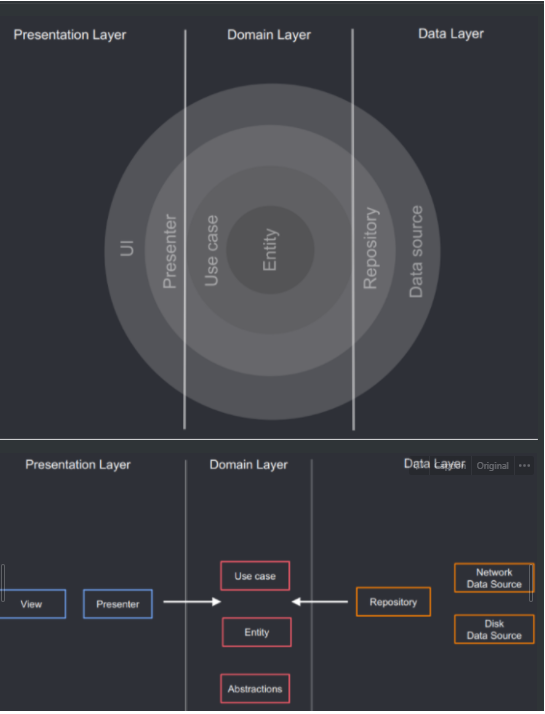 Presentation Layer
Domain Layer
Data Layer
UI
Presenter
Use case
Entity
Repository
Data source
Presentation Layer
Domain Layer
Data Layer
Original
Use case
Network
Data Source
View
Presenter
Repository
Entity
Disk
Data Source
Abstractions